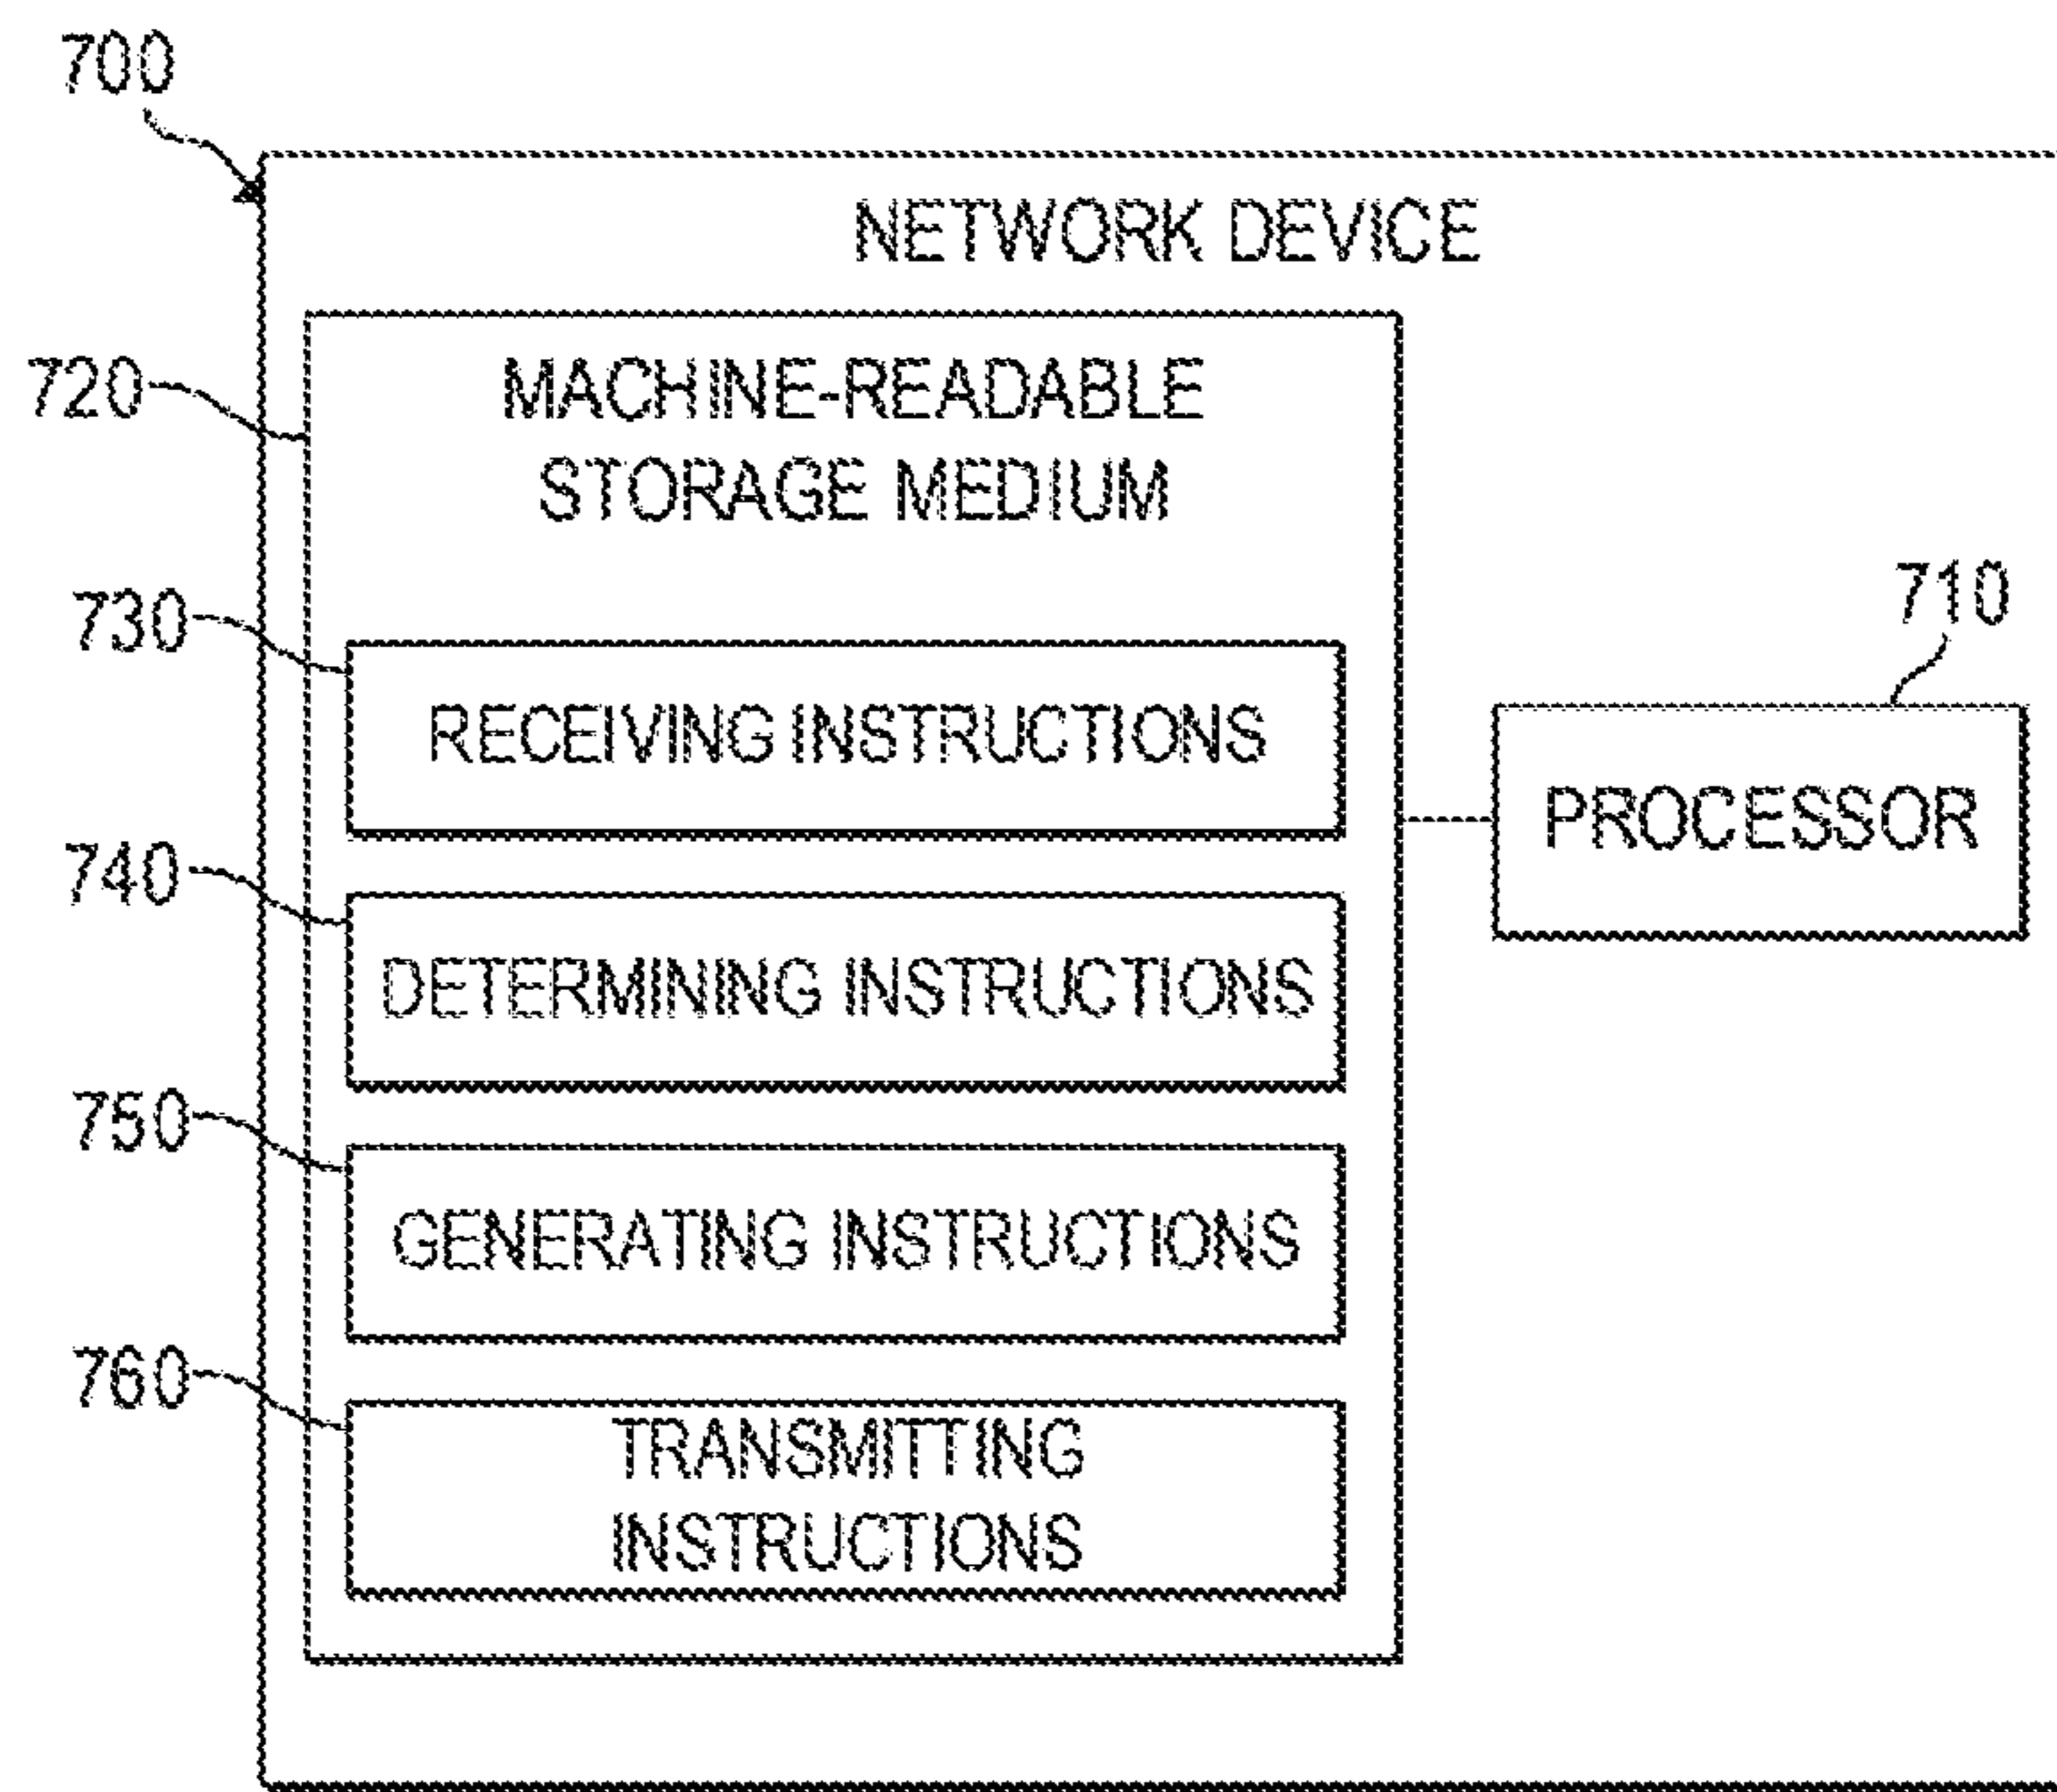 700
NETWORK DEVICE
720
MACHINE-READABLE
STORAGE MEDIUM
730
RECEIVING INSTRUCTIONS
710
PROCESSOR
740
DETERMINING INSTRUCTIONS
750
GENERATING INSTRUCTIONS
760
TRANSMITTING
INSTRUCTIONS